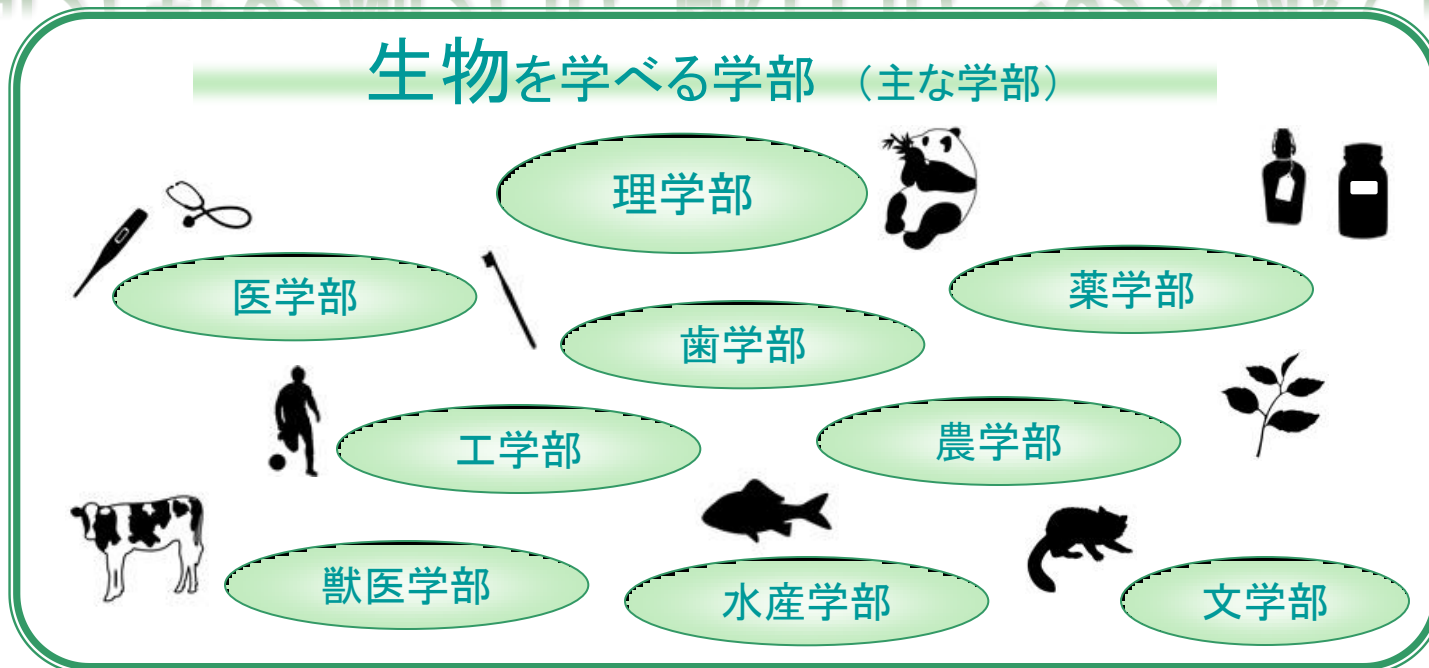 生物を学べる学部 （主な学部）
理学部
医学部
薬学部
歯学部
工学部
農学部
獣医学部
水産学部
文学部